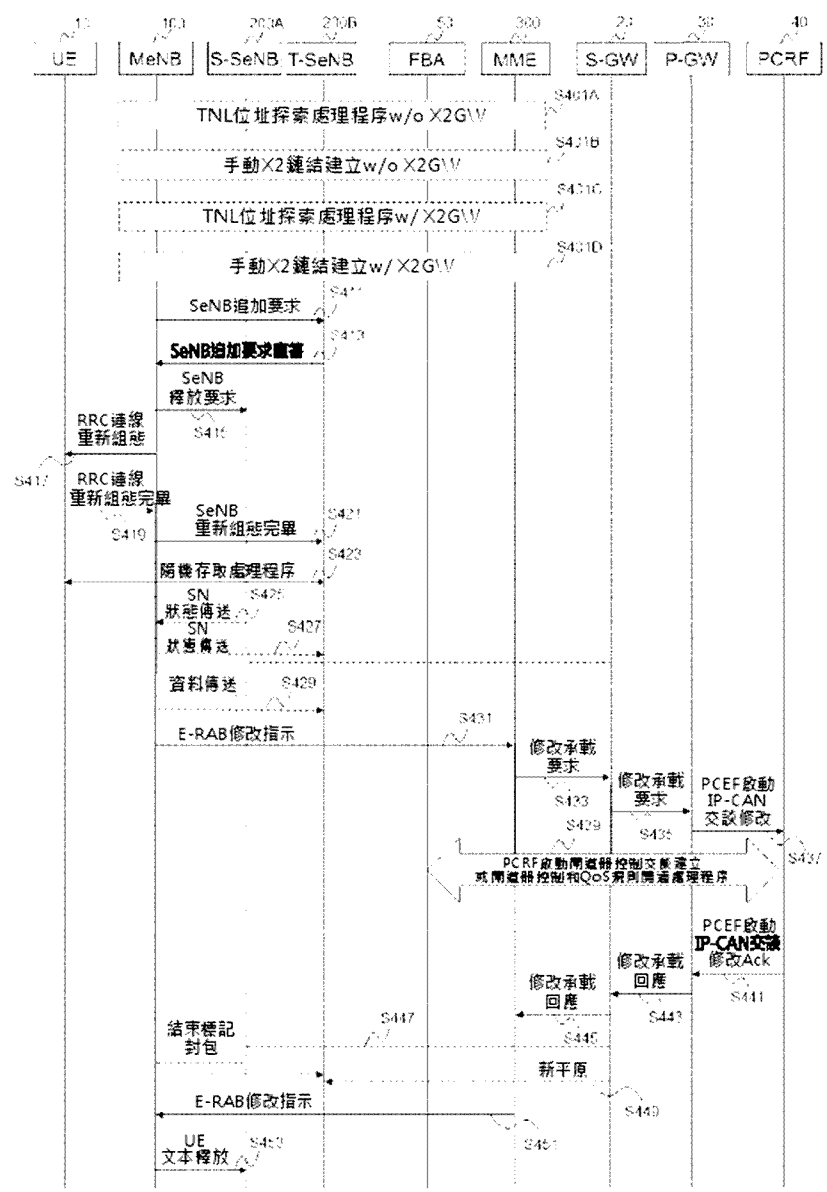 10 100 200A 200B 50 300 20 30 40
UE MeNB S-SeNB T-SeNB FBA MME S-GW P-GW PCRF
S401A
TNL位址探索處理程序w/o X2GW
S401B
手動X2鏈結建立w/o X2GW
S401C
TNL位址探索處理程序w/ X2GW
S401D
手動X2鏈結建立w/ X2GW
SeNB追加要求
S411
SeNB追加要求
S413
SeNB
釋放要求
S415
RRC連線
重新組態
S417
RRC連線
重新組態完畢
S419
SeNB
重新組態完畢
S421
隨機存取處理程序
S423
SN
狀態傳送
S425
SN
狀態傳送
S427
資料傳送
S429
E-RAB修改指示
S431
修改承載
要求
S433
修改承載
要求
S435
PCEF啟動
IP-CAN
交談修改
S437
S439
PCRF啟動閘道器控制交談建立
或閘道器控制和QoS規則開通處理程序
PCEF啟動
IP-CAN交談
修改Ack
S441
修改承載
回應
S443
修改承載
回應
S445
結束標記
封包
S447
新平原
S449
E-RAB修改指示
S451
UE
文本釋放
S453